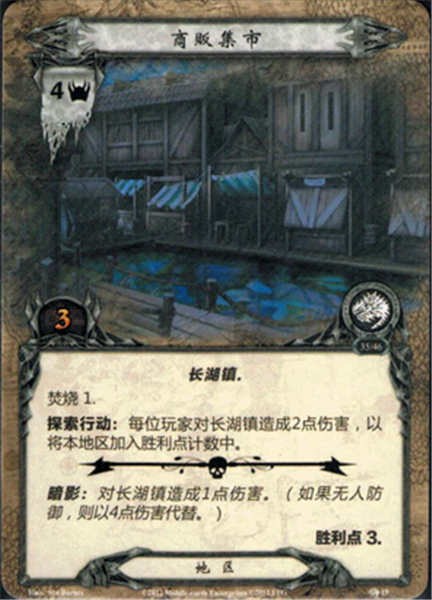 商贩集市
4
3
35/46
长湖镇.
焚烧 1.
探索行动：每位玩家对长湖镇造成2点伤害，以
将本地区加入胜利点计数中。
暗影：对长湖镇造成1点伤害。（如果无人防
御，则以4点伤害代替。）
胜利点 3.
地区